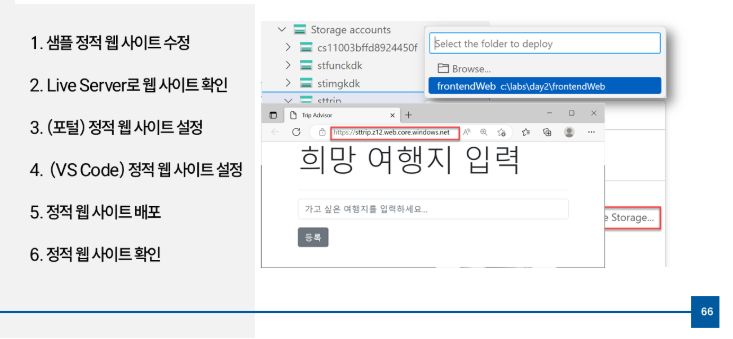 1. 샘플 정적 웹 사이트 수정
2. Live Server로 웹 사이트 확인
3. (포털) 정적 웹 사이트 설정
4. (VS Code) 정적 웹 사이트 설정
5. 정적 웹 사이트 배포
6. 정적 웹 사이트 확인
Storage accounts
cs11003bffd8924450f
stfunckdk
stimgkdk
sttrip
Select the folder to deploy
Browse...
frontendWeb c:\labs\day2\frontendWeb
Trip Advisor
https://sttrip.z12.web.core.windows.net
희망 여행지 입력
가고 싶은 여행지를 입력하세요...
등록
e Storage...
66